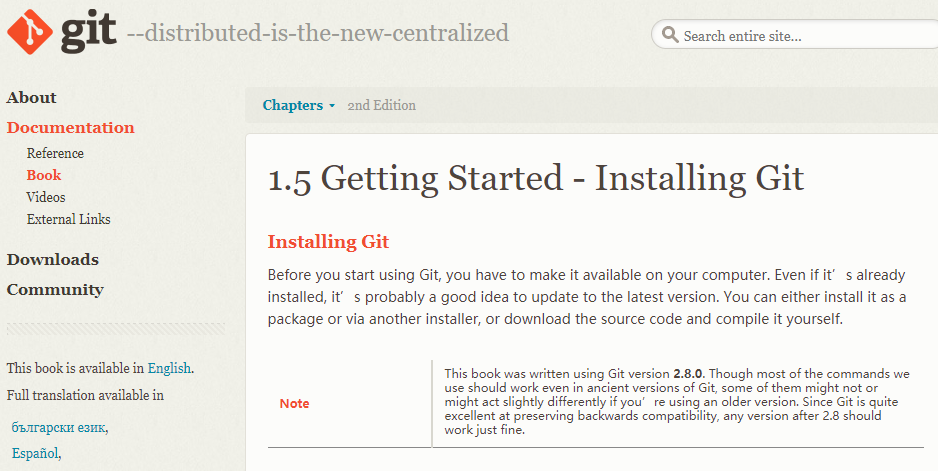 git --distributed-is-the-new-centralized
Search entire site...
About
Documentation
Reference
Book
Videos
External Links
Downloads
Community
This book is available in English.
Full translation available in
български език,
Español,
Chapters 2nd Edition
1.5 Getting Started - Installing Git
Installing Git
Before you start using Git, you have to make it available on your computer. Even if it’s already
installed, it’s probably a good idea to update to the latest version. You can either install it as a
package or via another installer, or download the source code and compile it yourself.
Note
This book was written using Git version 2.8.0. Though most of the commands we
use should work even in ancient versions of Git, some of them might not or
might act slightly differently if you’re using an older version. Since Git is quite
excellent at preserving backwards compatibility, any version after 2.8 should
work just fine.